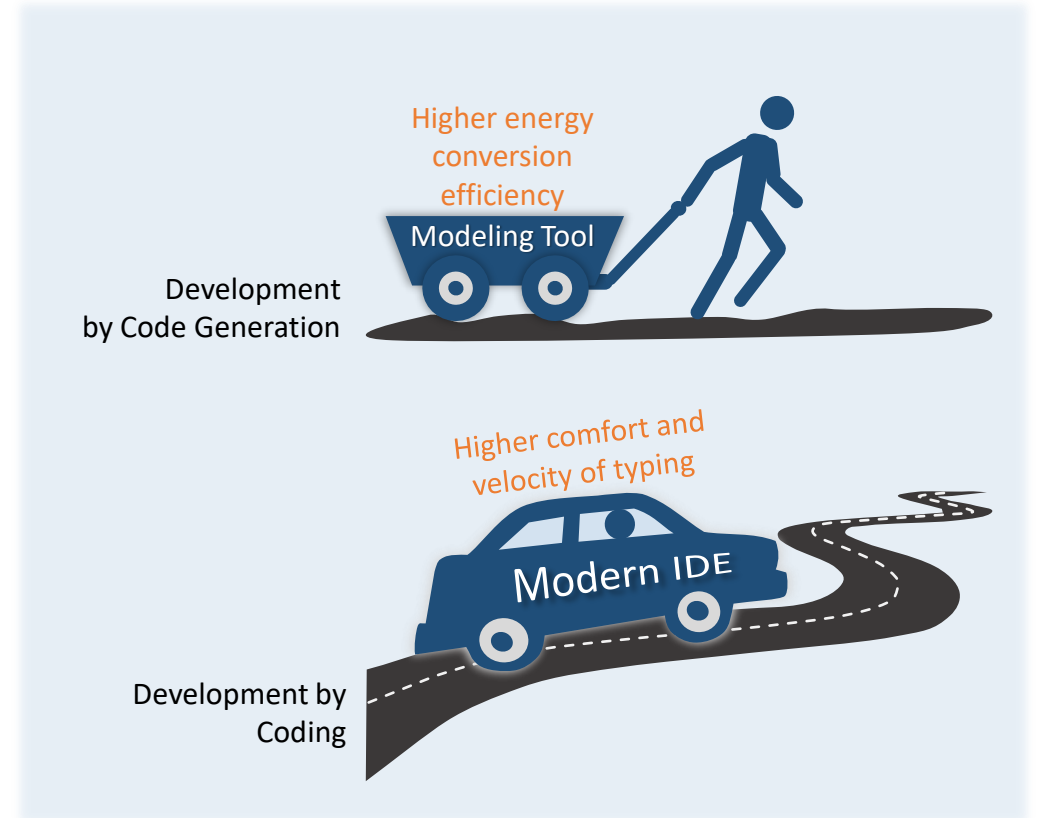 Higher energy
conversion
efficiency
Modeling Tool
Development
by Code Generation
Higher comfort and
velocity of typing
Modern IDE
Development by
Coding